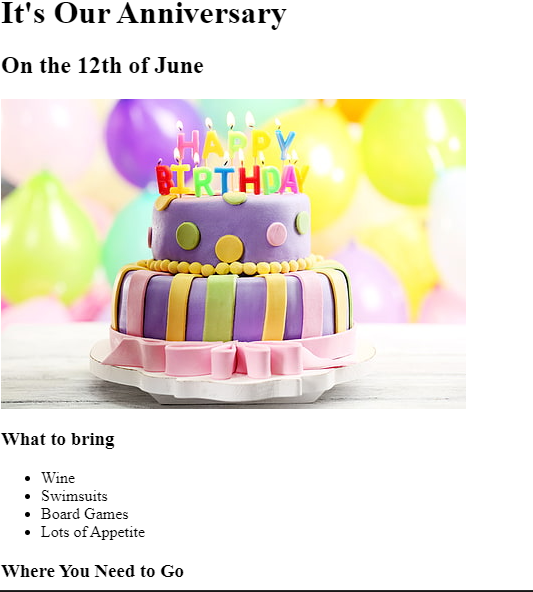 It's Our Anniversary
On the 12th of June
HAPPY
BIRTHDAY
What to bring
Wine
Swimsuits
Board Games
Lots of Appetite
Where You Need to Go